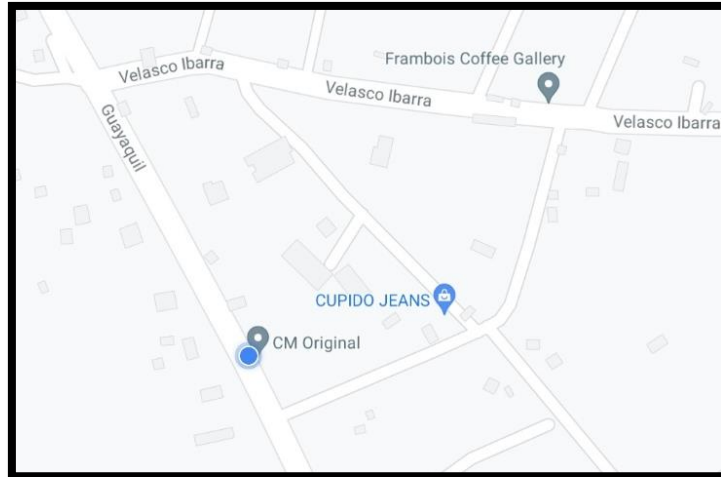 Frambois Coffee Gallery
Velasco Ibarra
Velasco Ibarra
Velasco Ibarra
Guayaquil
CUPIDO JEANS
CM Original